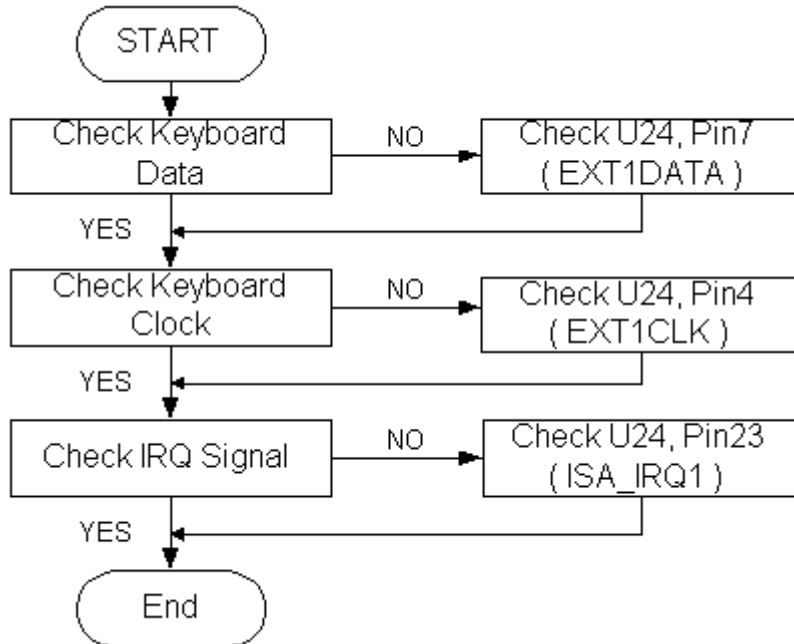 START
Check Keyboard
Data
NO
Check U24, Pin7
( EXT1DATA )
YES
Check Keyboard
Clock
NO
Check U24, Pin4
( EXT1CLK )
YES
Check IRQ Signal
NO
Check U24, Pin23
( ISA_IRQ1 )
YES
End